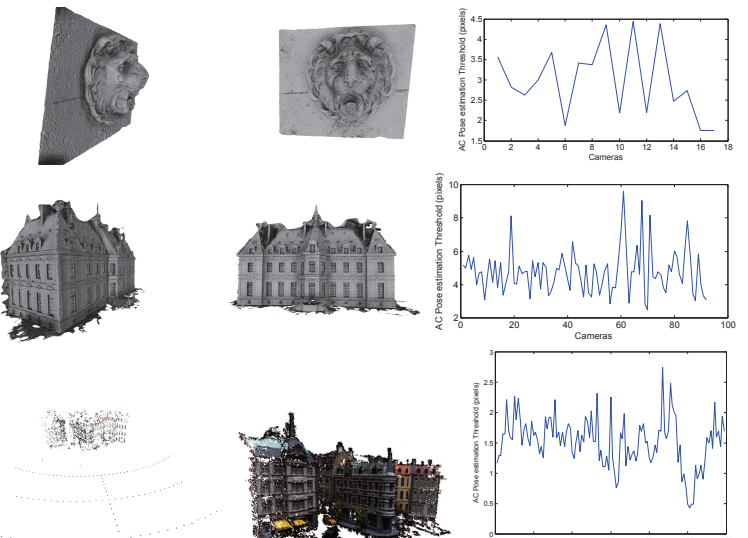 AC Pose estimation Threshold (pixels)
4.5
4
3.5
3
2.5
2
1.5
0 2 4 6 8 10 12 14 16 18
Cameras
AC Pose estimation Threshold (pixels)
10
8
6
4
2
0 20 40 60 80 100
Cameras
AC Pose estimation Threshold (pixels)
3
2.5
2
1.5
1
0.5
0